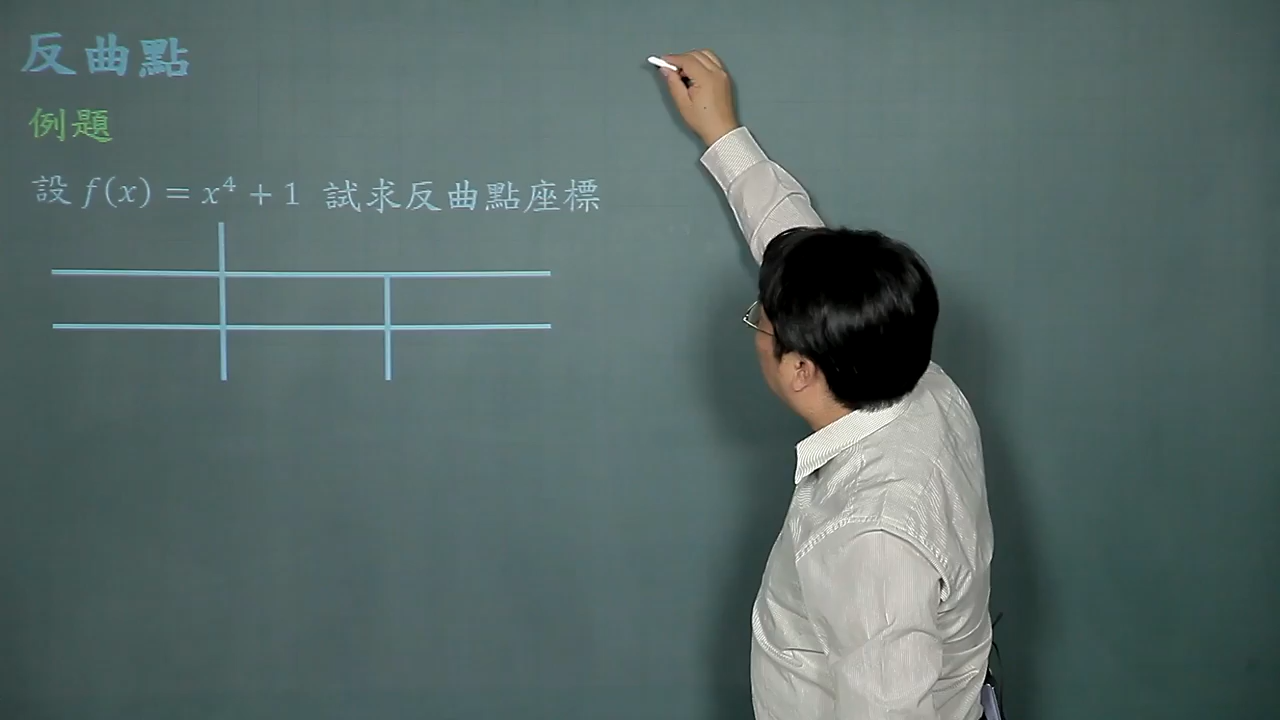 反曲點
例題
設 f(x) = x⁴ + 1 試求反曲點座標